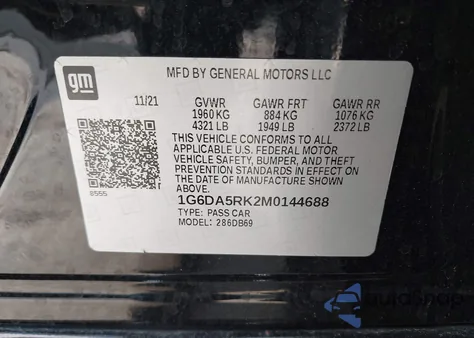 gm
MFD BY GENERAL MOTORS LLC
11/21 GVWR GAWR FRT GAWR RR
1960 KG 884 KG 1076 KG
4321 LB 1949 LB 2372 LB
THIS VEHICLE CONFORMS TO ALL
APPLICABLE U.S. FEDERAL MOTOR
VEHICLE SAFETY, BUMPER, AND THEFT
PREVENTION STANDARDS IN EFFECT ON
THE DATE OF MANUFACTURE SHOWN ABOVE.
8555
1G6DA5RK2M0144688
TYPE: PASS CAR
MODEL: 286DB69
AutoSnap